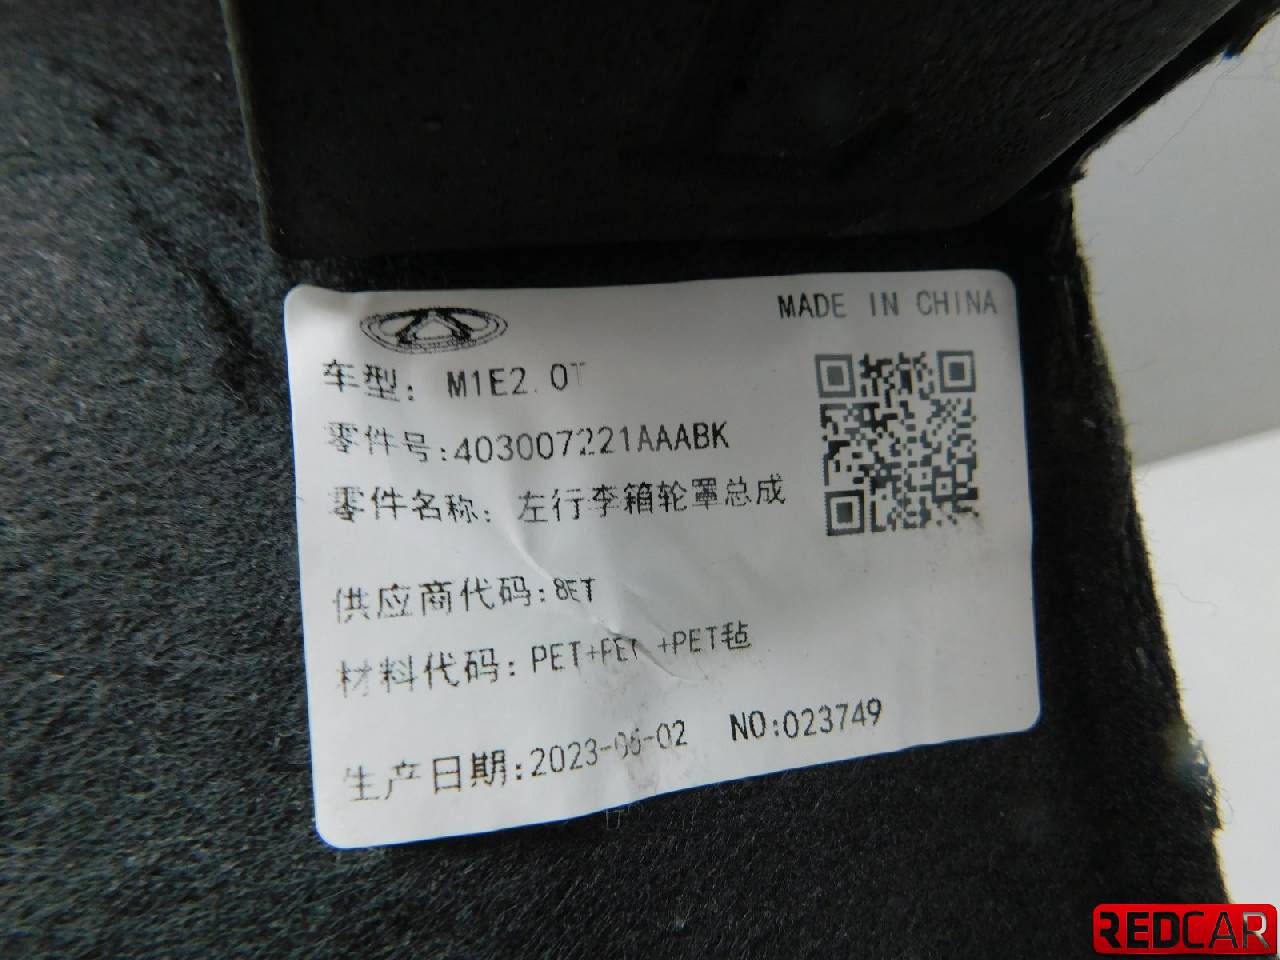 MADE IN CHINA
车型: M1E2.0T
零件号:403007221AAABK
零件名称: 左行李箱轮罩总成
供应商代码:8ET
材料代码: PET+ +PET毡
生产日期:2023-06-02 NO:023749
REDCAR